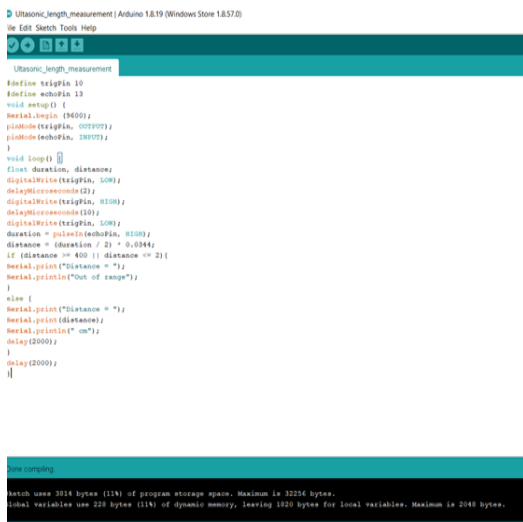 Ultasonic_length_measurement | Arduino 1.8.19 (Windows Store 1.8.57.0)
ile Edit Sketch Tools Help
Ultasonic_length_measurement
#define trigPin 10
#define echoPin 13
void setup() {
Serial.begin (9600);
pinMode(trigPin, OUTPUT);
pinMode(echoPin, INPUT);
}
void loop() {
float duration, distance;
digitalWrite(trigPin, LOW);
delayMicroseconds(2);
digitalWrite(trigPin, HIGH);
delayMicroseconds(10);
digitalWrite(trigPin, LOW);
duration = pulseIn(echoPin, HIGH);
distance = (duration / 2) * 0.0344;
if (distance >= 400 || distance <= 2){
Serial.print("Distance = ");
Serial.println("Out of range");
}
else {
Serial.print("Distance = ");
Serial.print(distance);
Serial.println(" cm");
delay(2000);
}
delay(2000);
}
Done compiling.
Sketch uses 3814 bytes (11%) of program storage space. Maximum is 32256 bytes.
Global variables use 228 bytes (11%) of dynamic memory, leaving 1820 bytes for local variables. Maximum is 2048 bytes.